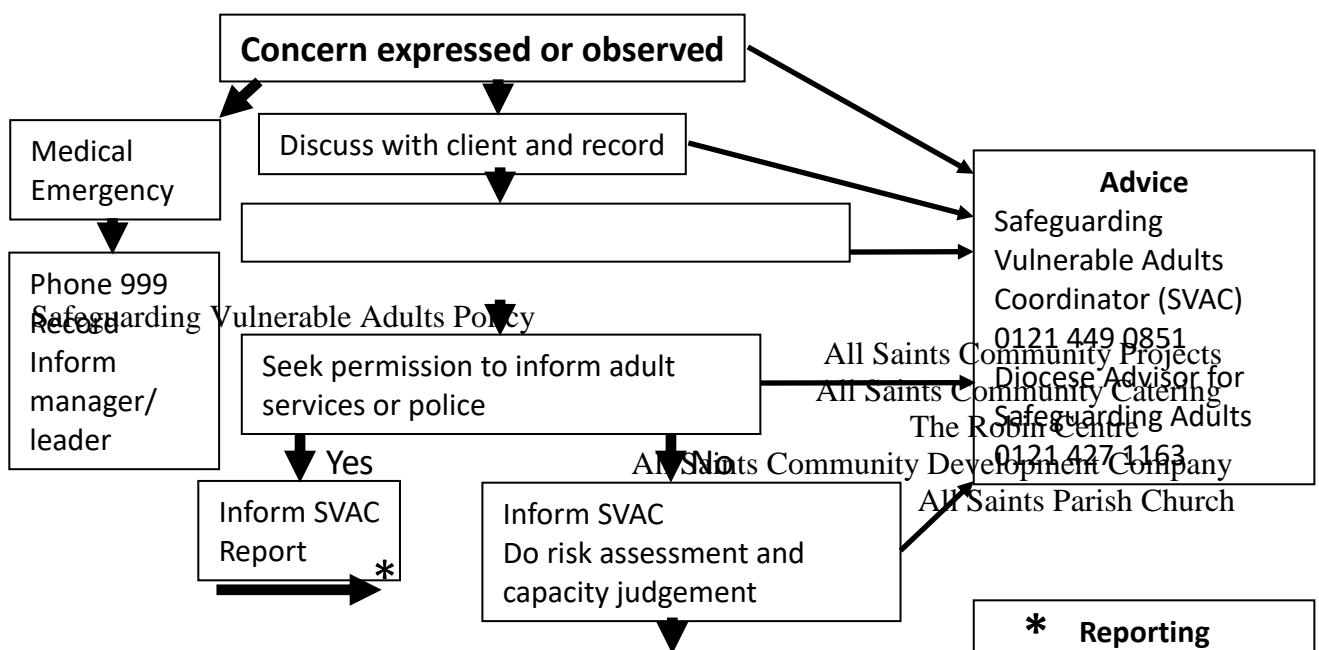 Concern expressed or observed
Medical
Emergency
Discuss with client and record
Advice
Safeguarding
Vulnerable Adults
Coordinator (SVAC)
0121 449 0851
Diocese Advisor for
Safeguarding Adults
0121 427 1163
Phone 999
Record
Inform
manager/
leader
Safeguarding Vulnerable Adults Policy
Seek permission to inform adult
services or police
All Saints Community Projects
All Saints Community Catering
The Robin Centre
All Saints Community Development Company
All Saints Parish Church
Yes
No
Inform SVAC
Report
*
Inform SVAC
Do risk assessment and
capacity judgement
* Reporting